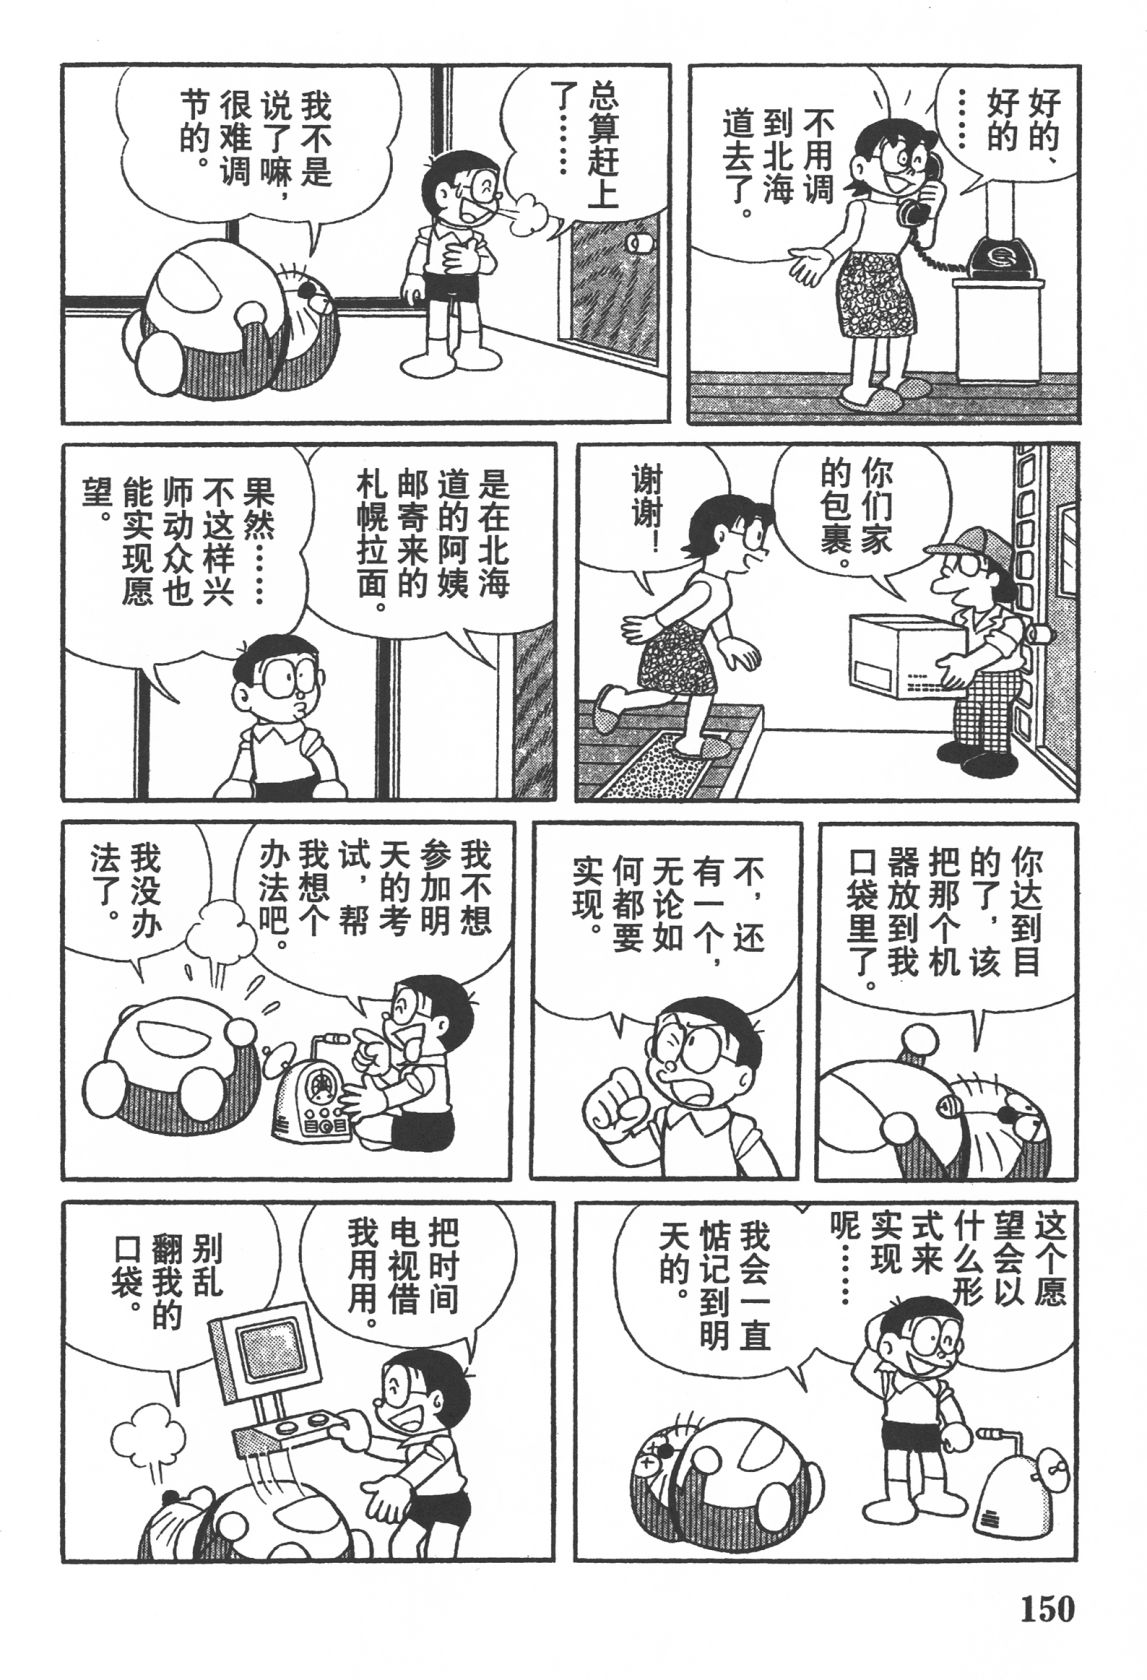 好的、
好的
……
不用调
到北海
道去了。
总算赶上
了……
我不是
说了嘛，
很难调
节的。
你们家
的包裹。
谢谢！
是在北海
道的阿姨
邮寄来的
札幌拉面。
果然……
不这样兴
师动众也
能实现愿
望。
你达到目
的了，该
把那个机
器放到我
口袋里了。
不，还
有一个，
无论如
何都要
实现。
我不想
参加明
天的考
试，帮
我想个
办法吧。
我没办
法了。
这个愿
望会以
什么形
式来
实现
呢……
我会一直
惦记到明
天的。
把时间
电视借
我用用。
别乱
翻我的
口袋。
150